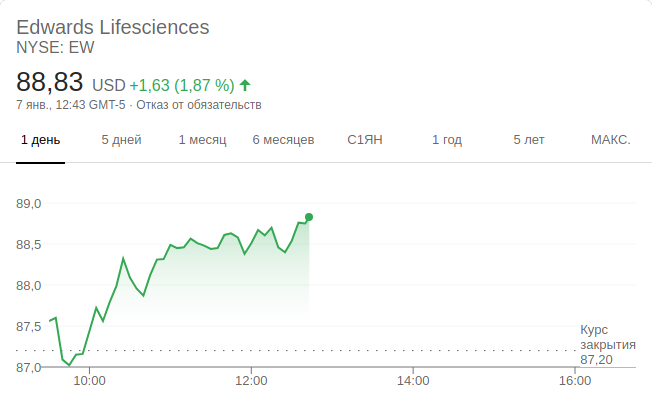 Edwards Lifesciences
NYSE: EW
88,83 USD +1,63 (1,87 %)
7 янв., 12:43 GMT-5 · Отказ от обязательств
1 день 5 дней 1 месяц 6 месяцев С1ЯН 1 год 5 лет МАКС.
89,0
88,5
88,0
87,5
Курс
закрытия
87,20
87,0
10:00 12:00 14:00 16:00